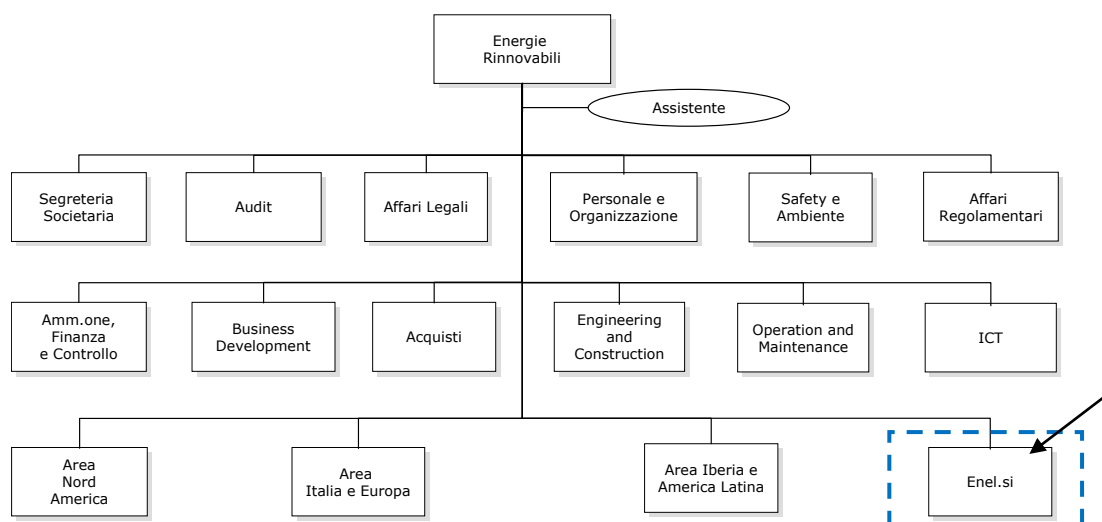 Energie
Rinnovabili
Assistente
Segreteria
Societaria
Audit
Affari Legali
Personale e
Organizzazione
Safety e
Ambiente
Affari
Regolamentari
Amm.one,
Finanza
e Controllo
Business
Development
Acquisti
Engineering
and
Construction
Operation and
Maintenance
ICT
Area
Nord
America
Area
Italia e Europa
Area Iberia e
America Latina
Enel.si